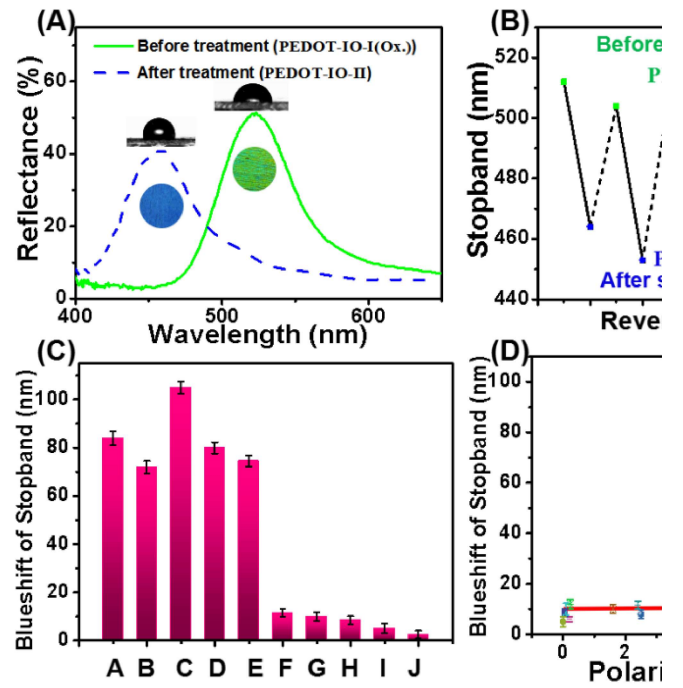 (A)
Before treatment (PEDOT-IO-I(Ox.))
After treatment (PEDOT-IO-II)
Reflectance (%)
60
40
20
0
400 500 600
Wavelength (nm)
(B)
Before
P
Stopband (nm)
520
500
480
460
440
P
After s
Reve
(C)
Blueshift of Stopband (nm)
100
80
60
40
20
0
A B C D E F G H I J
(D)
Blueshift of Stopband (nm)
100
80
60
40
20
0
0 2
Polari